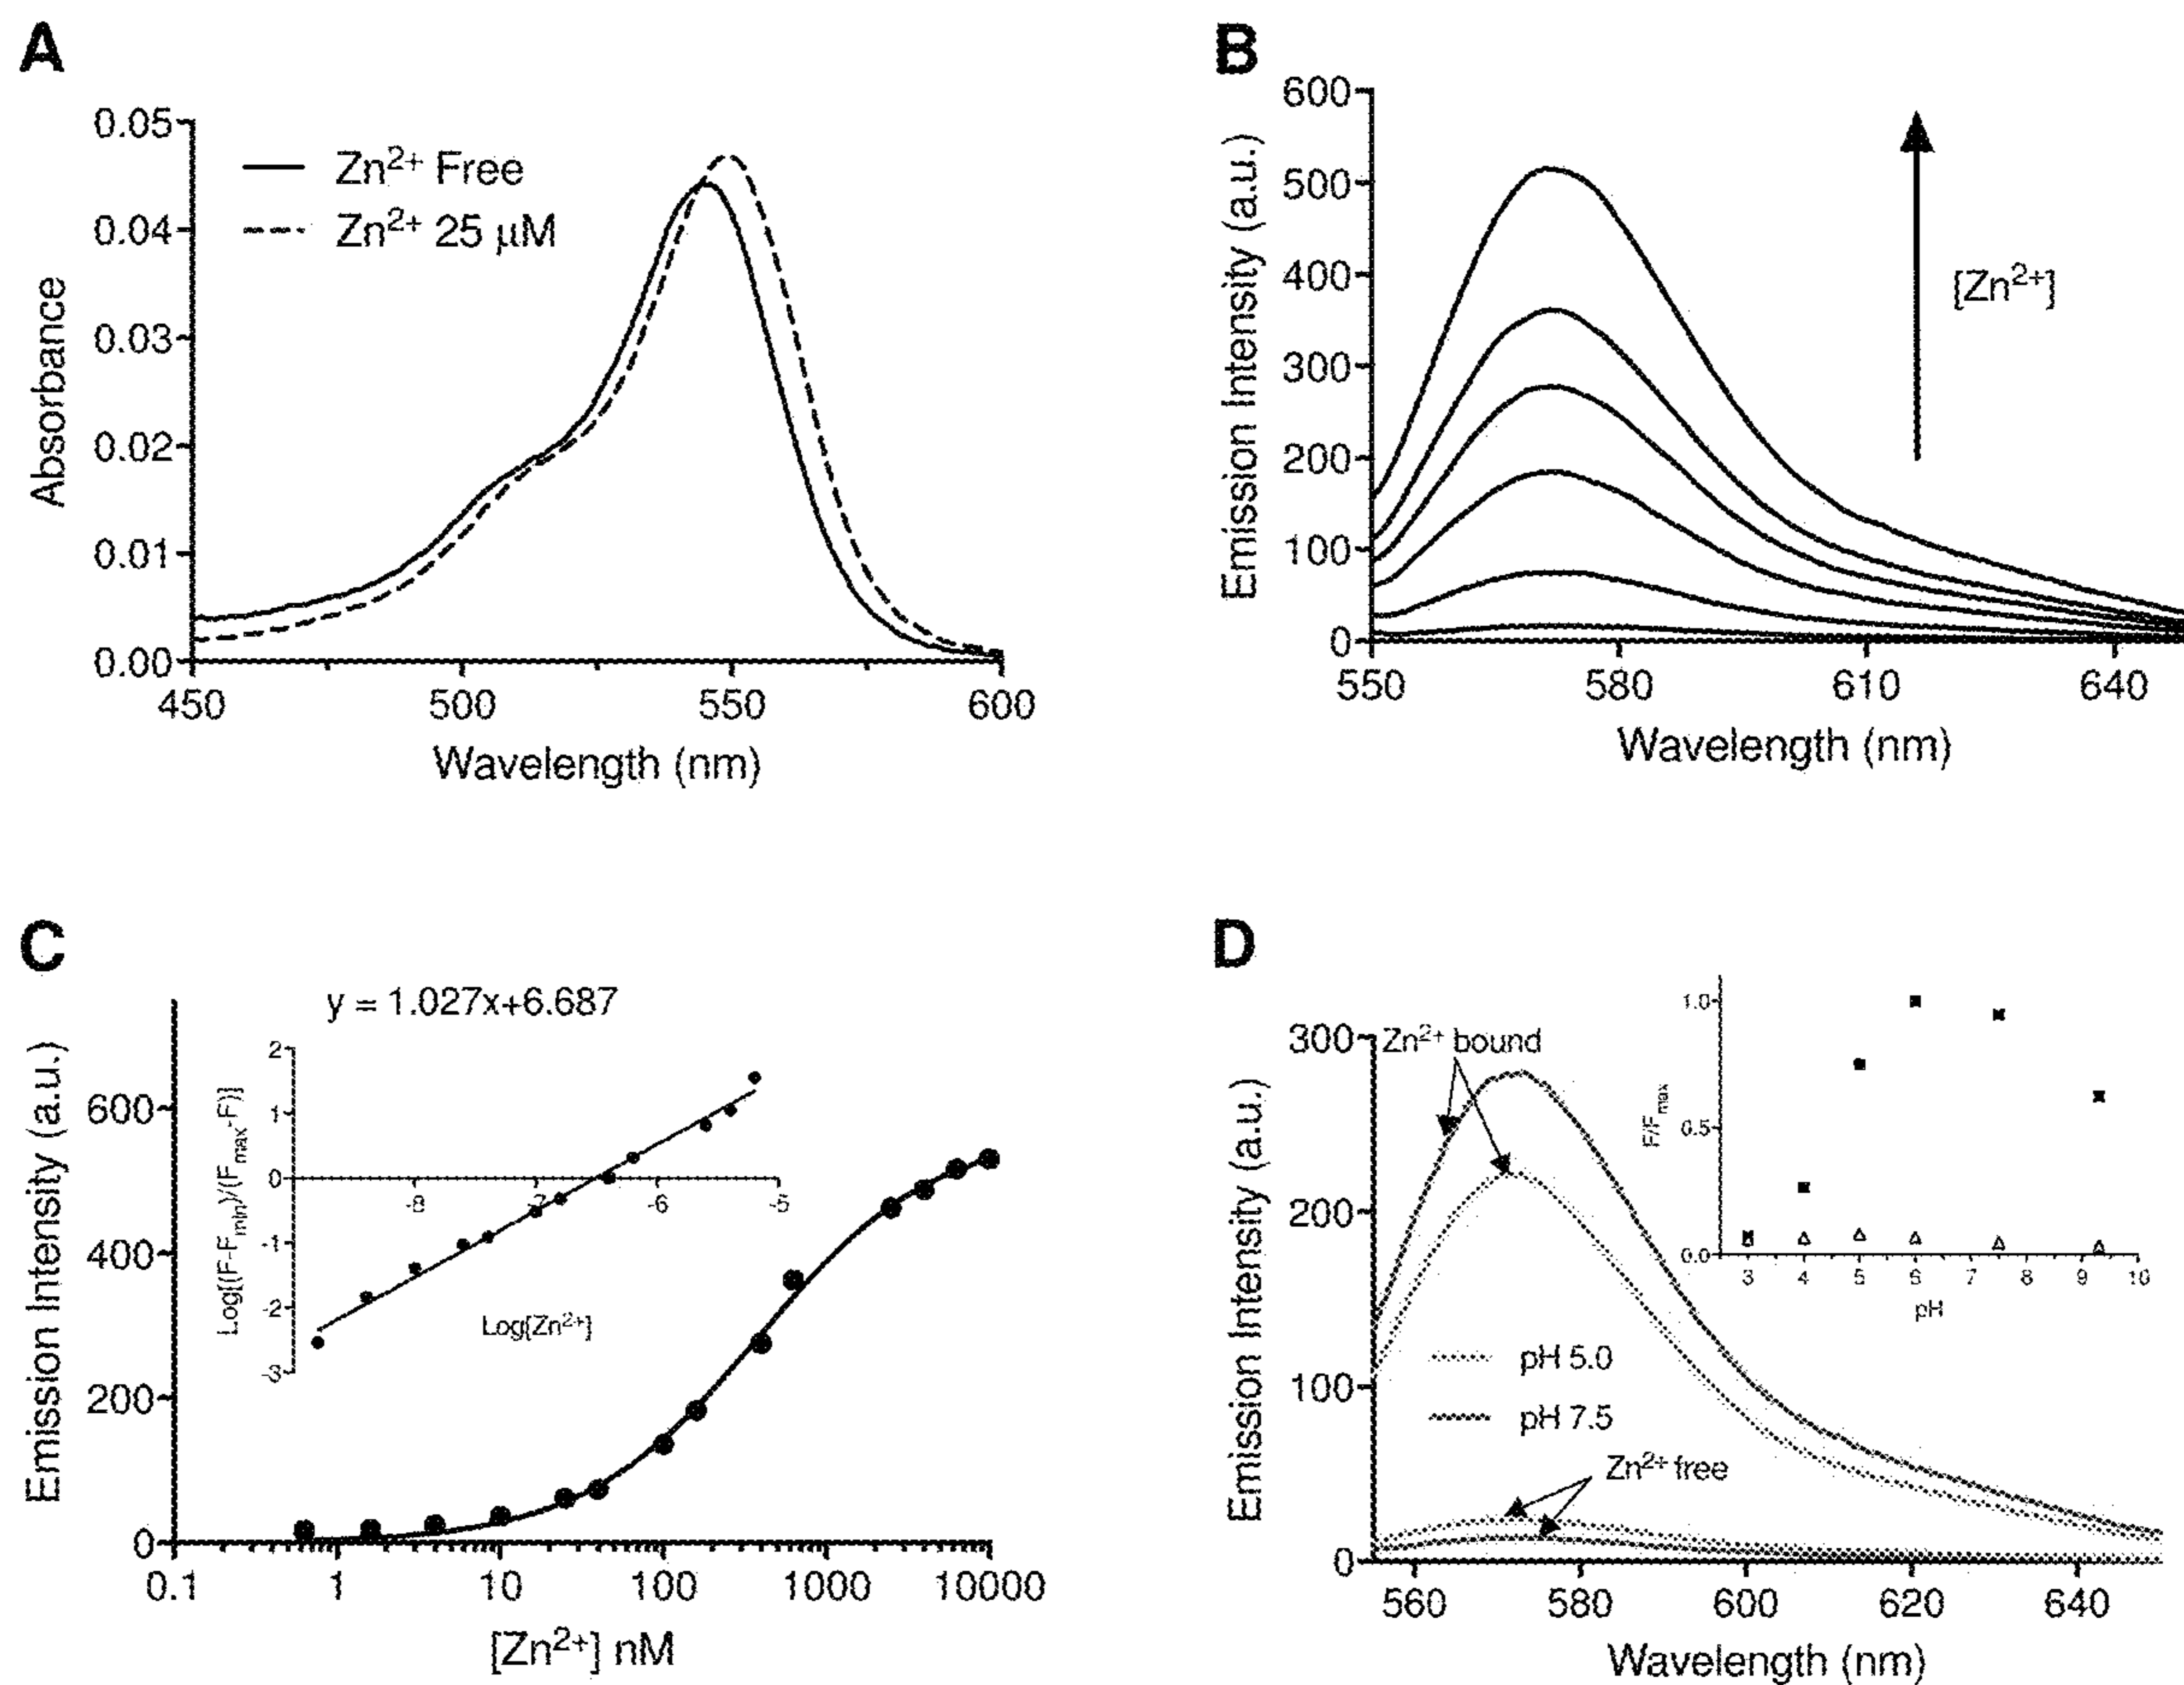 A
0.05
0.04
0.03
0.02
0.01
0.00
Absorbance
Zn²⁺ Free
Zn²⁺ 25 μM
450 500 550 600
Wavelength (nm)
B
600
500
400
300
200
100
0
Emission Intensity (a.u.)
[Zn²⁺]
550 580 610 640
Wavelength (nm)
C
y = 1.027x+6.687
600
400
200
0
Emission Intensity (a.u.)
2
1
0
-1
-2
-3
Log[(F-Fmin)/(Fmax-F)]
-8 -7 -6 -5
Log[Zn²⁺]
0.1 1 10 100 1000 10000
[Zn²⁺] nM
D
300
200
100
0
Emission Intensity (a.u.)
Zn²⁺ bound
1.0
0.5
0.0
F/Fmax
3 4 5 6 7 8 9 10
pH
pH 5.0
pH 7.5
Zn²⁺ free
560 580 600 620 640
Wavelength (nm)